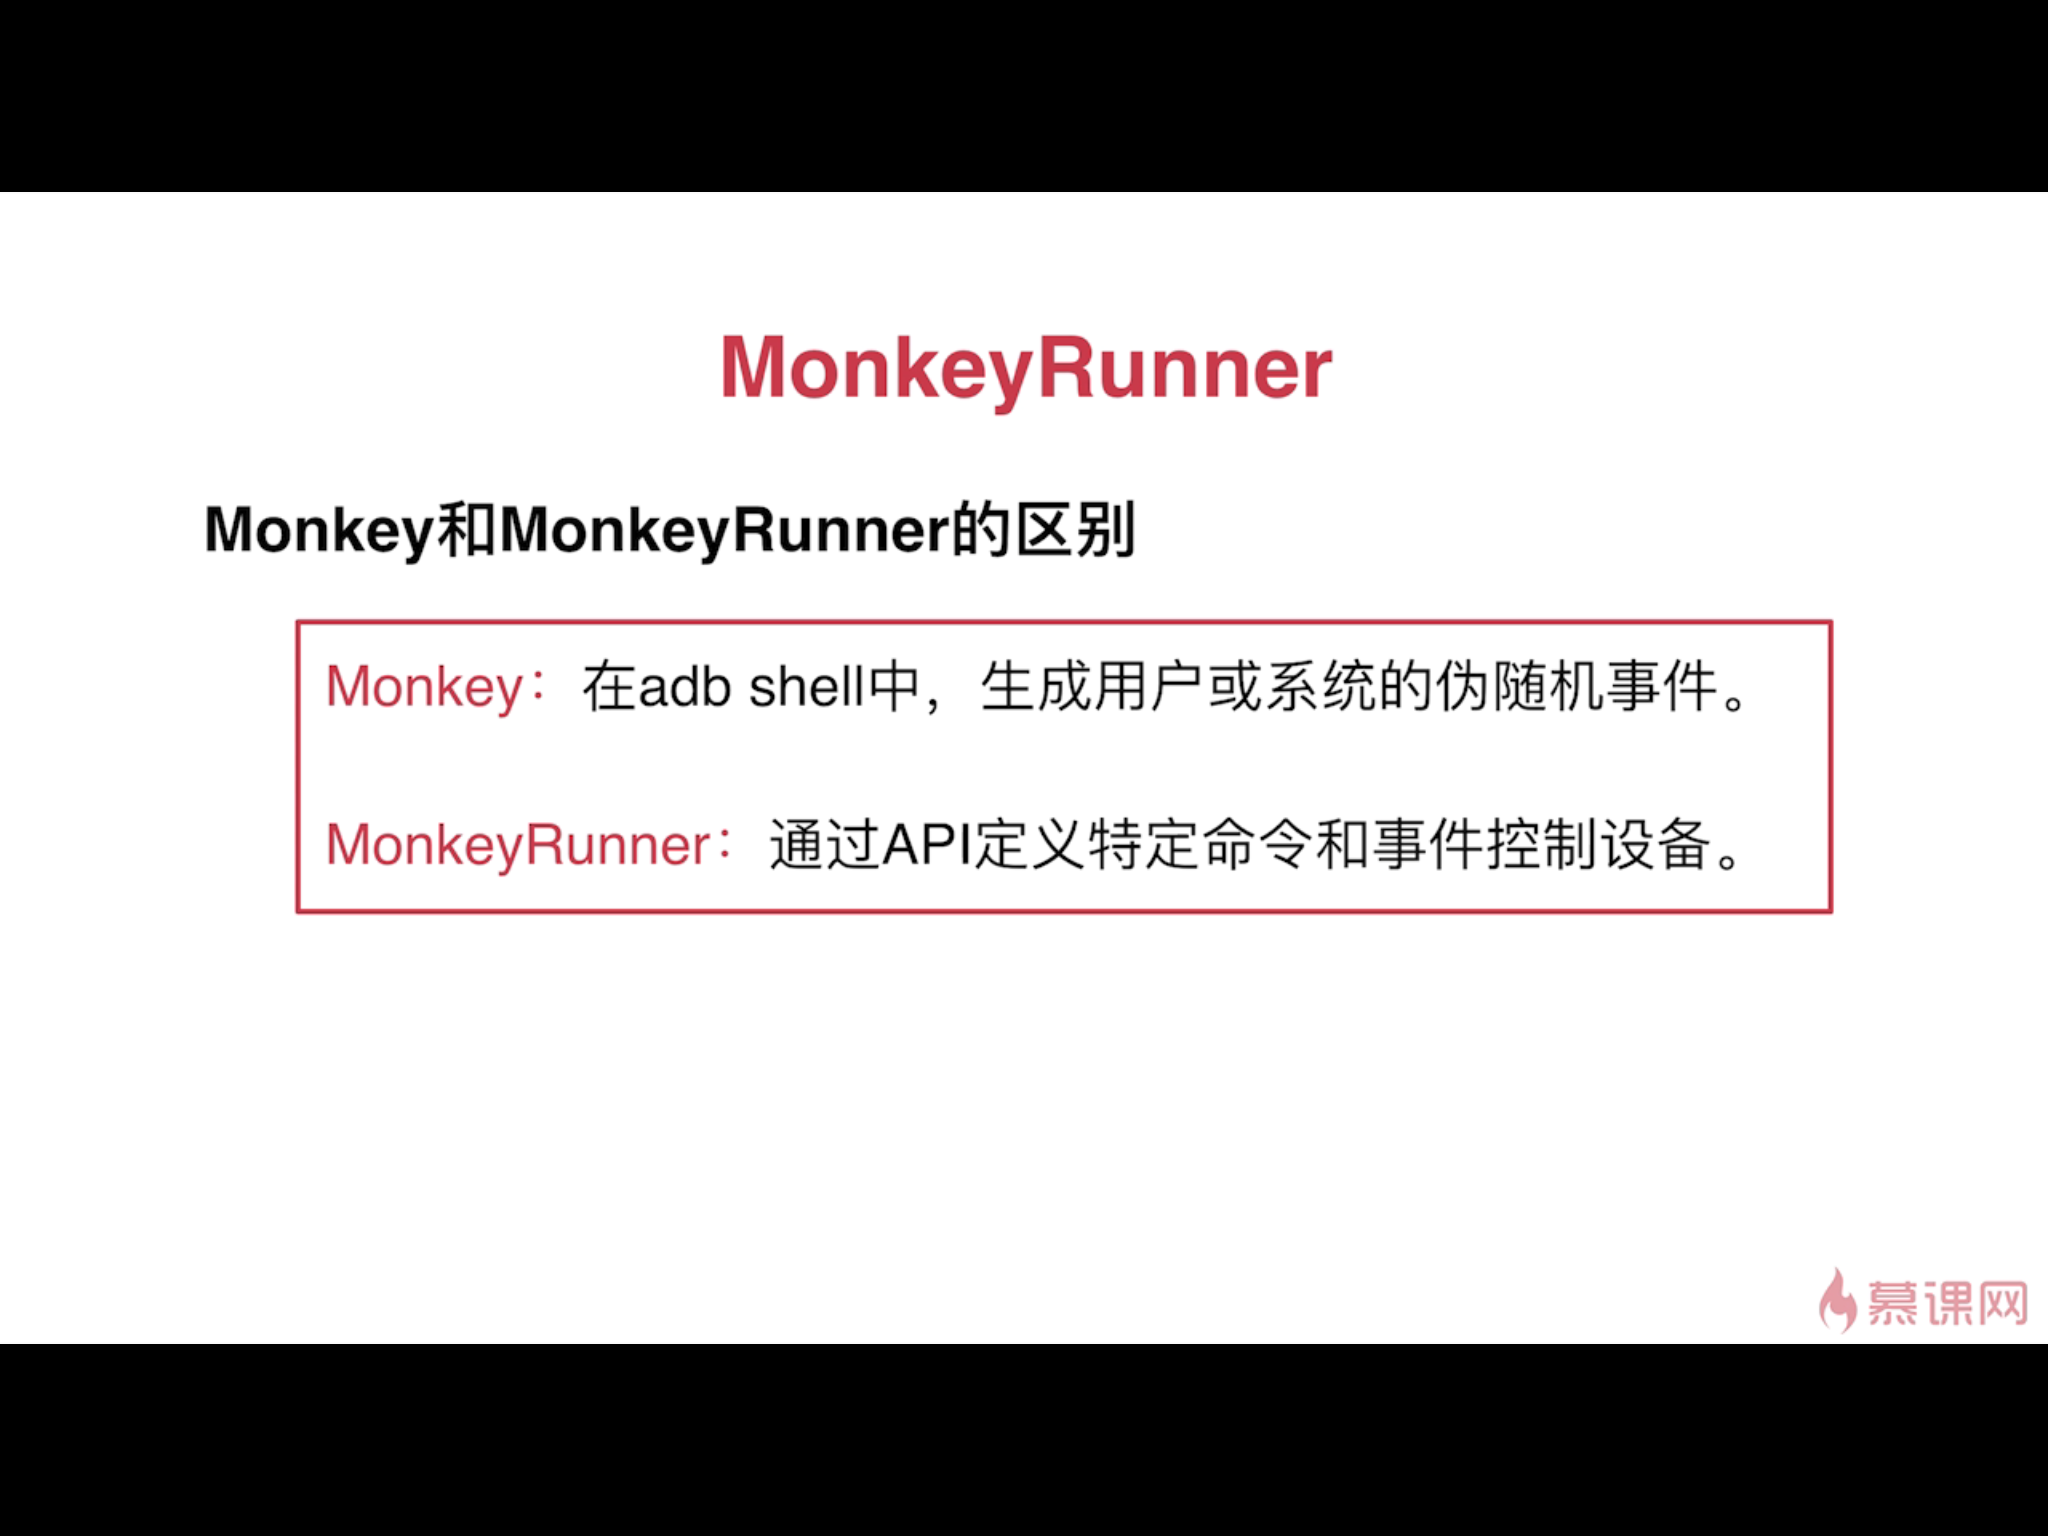 MonkeyRunner
Monkey和MonkeyRunner的区别
Monkey：在adb shell中，生成用户或系统的伪随机事件。
MonkeyRunner：通过API定义特定命令和事件控制设备。
慕课网